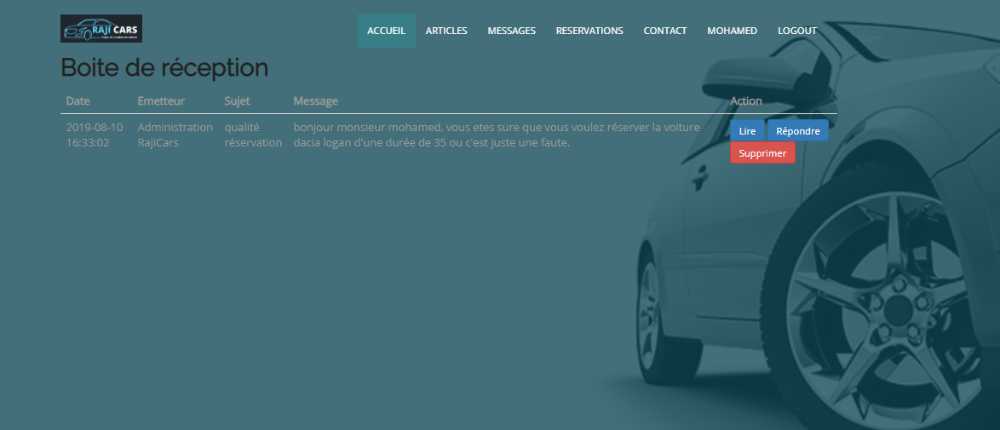 RAJI CARS
ACCUEIL ARTICLES MESSAGES RESERVATIONS CONTACT MOHAMED LOGOUT
Boite de réception
Date Emetteur Sujet Message Action
2019-08-10 16:33:02
Administration RajiCars
qualité réservation
bonjour monsieur mohamed, vous etes sure que vous voulez réserver la voiture
dacia logan d'une durée de 35 ou c'est juste une faute.
Lire Répondre
Supprimer